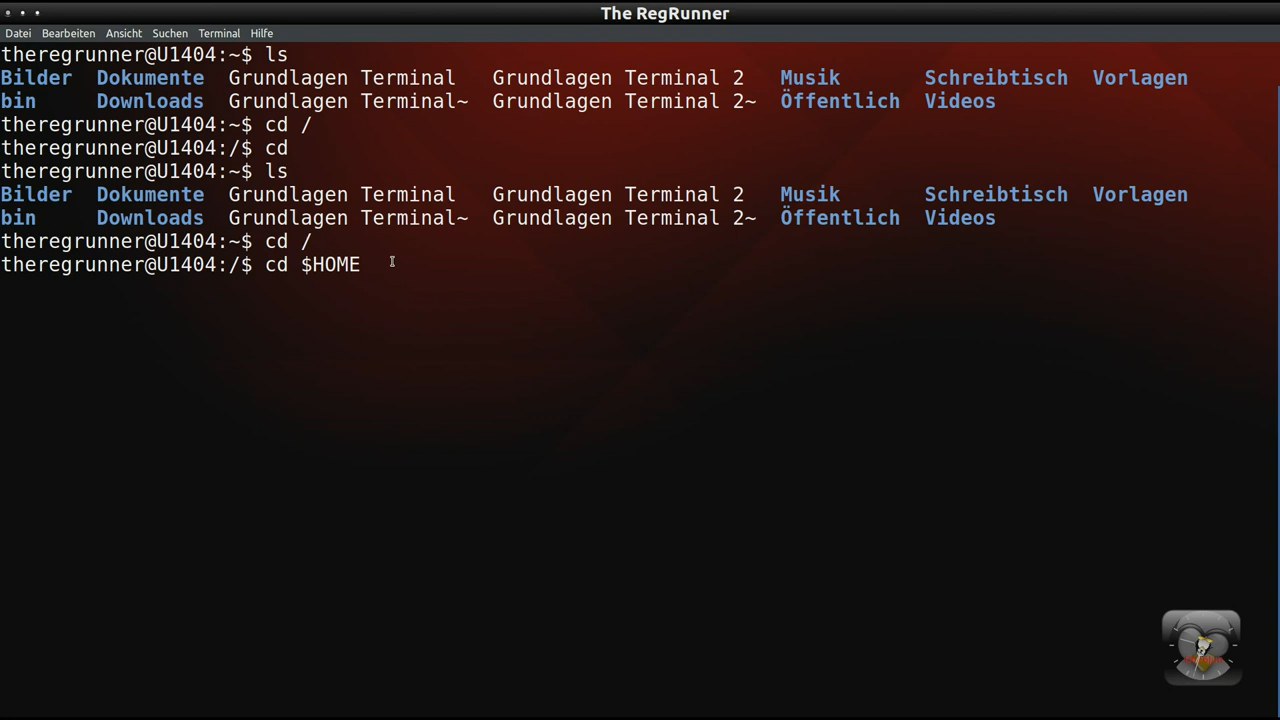 The RegRunner
Datei Bearbeiten Ansicht Suchen Terminal Hilfe
theregrunner@U1404:~$ ls
Bilder Dokumente Grundlagen Terminal Grundlagen Terminal 2 Musik Schreibtisch Vorlagen
bin Downloads Grundlagen Terminal~ Grundlagen Terminal 2~ Öffentlich Videos
theregrunner@U1404:~$ cd /
theregrunner@U1404:/$ cd
theregrunner@U1404:~$ ls
Bilder Dokumente Grundlagen Terminal Grundlagen Terminal 2 Musik Schreibtisch Vorlagen
bin Downloads Grundlagen Terminal~ Grundlagen Terminal 2~ Öffentlich Videos
theregrunner@U1404:~$ cd /
theregrunner@U1404:/$ cd $HOME